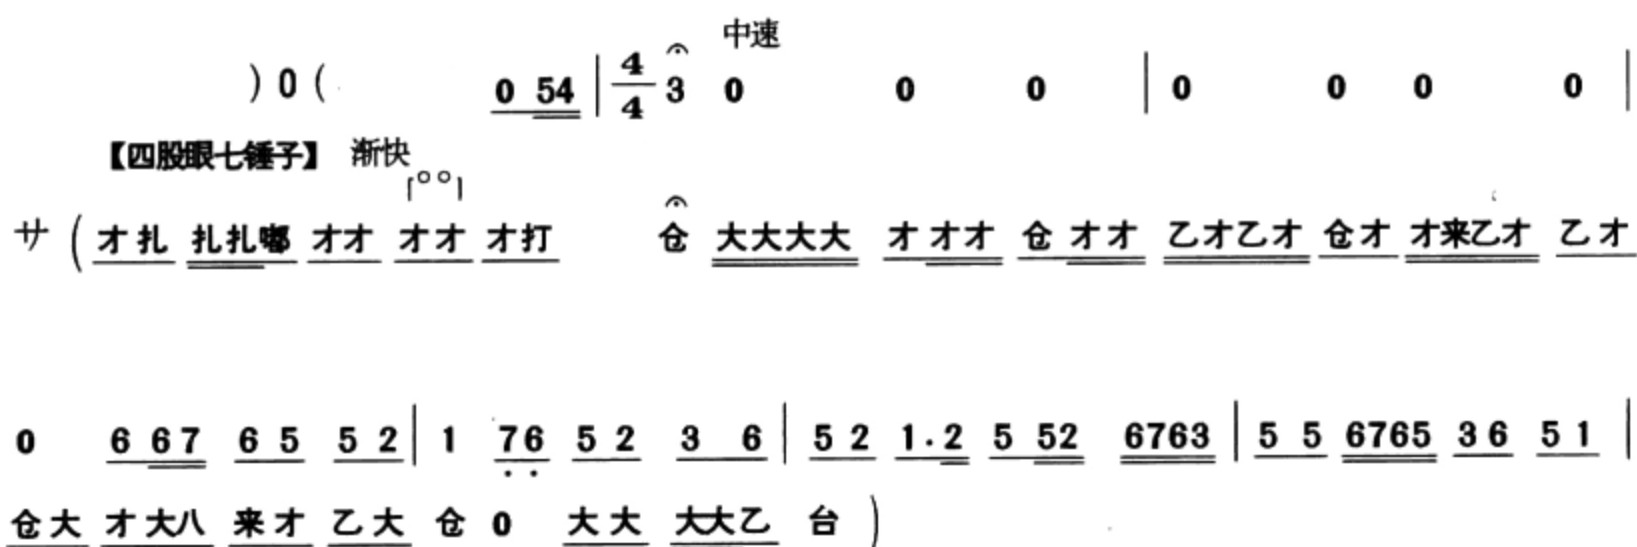 中速
) 0 ( 0 54 | 4/4 3 0 0 0 | 0 0 0 0 |
【四股眼七锤子】 渐快
サ ( 才扎 扎扎嘟 才才 才才 才打 仓 大大大大 才才才 仓才才 乙才乙才 仓才 才来乙才 乙才
0 6 67 6 5 5 2 | 1 76 5 2 3 6 | 5 2 1·2 5 52 6763 | 5 5 6765 3 6 5 1 |
仓大 才大八 来才 乙大 仓 0 大大 大大乙 台 )